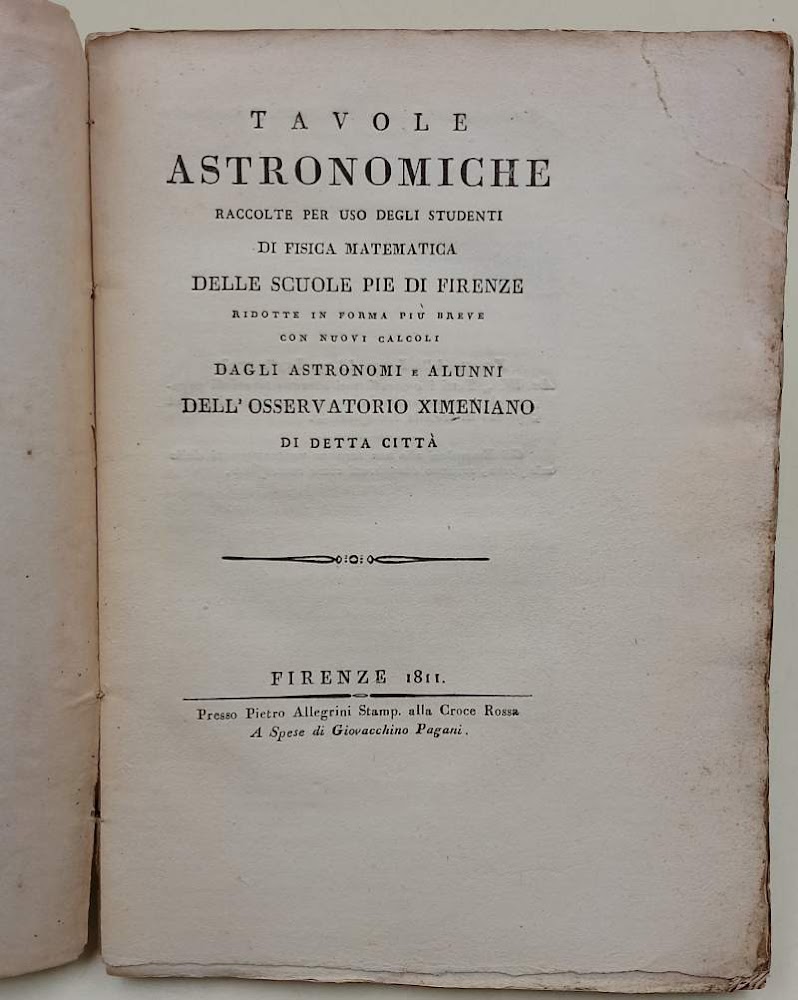 TAVOLE
ASTRONOMICHE
RACCOLTE PER USO DEGLI STUDENTI
DI FISICA MATEMATICA
DELLE SCUOLE PIE DI FIRENZE
RIDOTTE IN FORMA PIÙ BREVE
CON NUOVI CALCOLI
DAGLI ASTRONOMI E ALUNNI
DELL' OSSERVATORIO XIMENIANO
DI DETTA CITTÀ
FIRENZE 1811.
Presso Pietro Allegrini Stamp. alla Croce Rossa
A Spese di Giovacchino Pagani.